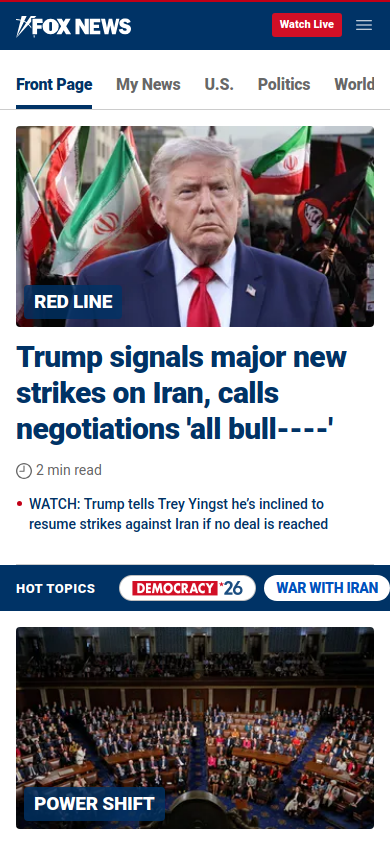 FOX NEWS
Watch Live
Front Page
My News
U.S.
Politics
World
RED LINE
Trump signals major new
strikes on Iran, calls
negotiations 'all bull----'
2 min read
WATCH: Trump tells Trey Yingst he's inclined to
resume strikes against Iran if no deal is reached
HOT TOPICS
DEMOCRACY '26
WAR WITH IRAN
POWER SHIFT